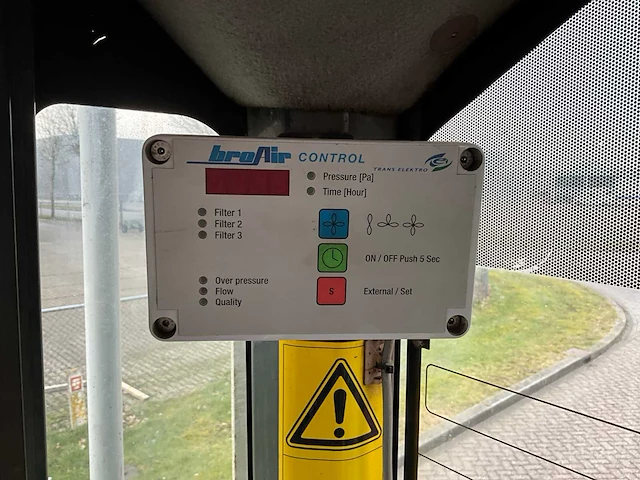 broAir CONTROL
TRANS ELEKTRO
Pressure [Pa]
Time [Hour]
Filter 1
Filter 2
Filter 3
ON / OFF Push 5 Sec
Over pressure
Flow
Quality
S
External / Set